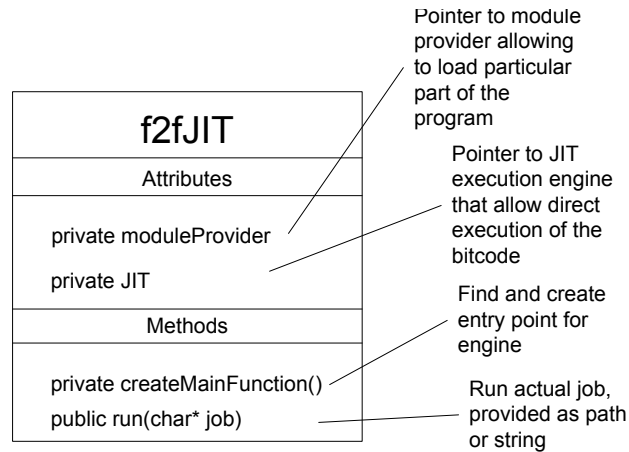 Pointer to module
provider allowing
to load particular
part of the
program
f2fJIT
Attributes
private moduleProvider
private JIT
Pointer to JIT
execution engine
that allow direct
execution of the
bitcode
Methods
private createMainFunction()
public run(char* job)
Find and create
entry point for
engine
Run actual job,
provided as path
or string